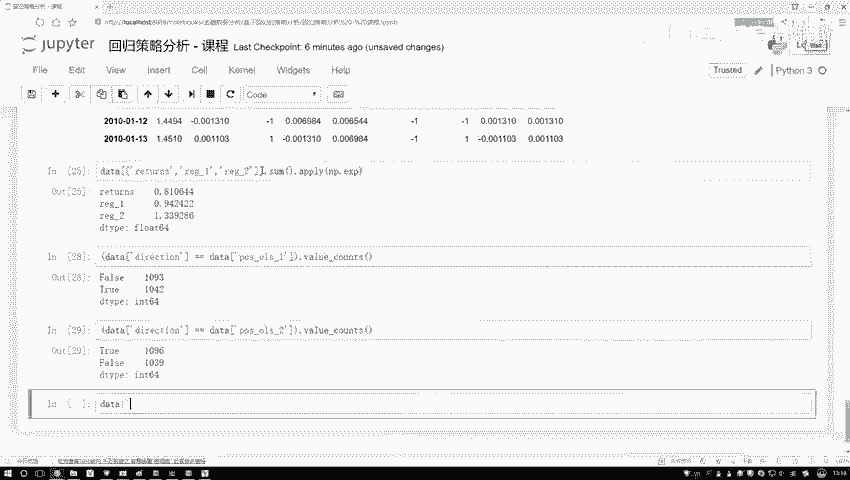 jupyter 回归策略分析 - 课程 Last Checkpoint: 6 minutes ago (unsaved changes)
File Edit View Insert Cell Kernel Widgets Help
Trusted Python 3
Code
2010-01-12 1.4494 -0.001310 -1 0.006984 0.006544 -1 -1 0.001310 0.001310
2010-01-13 1.4510 0.001103 1 -0.001310 0.006984 -1 1 -0.001103 0.001103
In [25]: data[['returns','reg_1','reg_2']].sum().apply(np.exp)
Out[25]: returns 0.810644
reg_1 0.942422
reg_2 1.339286
dtype: float64
In [28]: (data['direction'] == data['pos_ols_1']).value_counts()
Out[28]: False 1093
True 1042
dtype: int64
In [29]: (data['direction'] == data['pos_ols_2']).value_counts()
Out[29]: True 1096
False 1039
dtype: int64
In [ ]: data